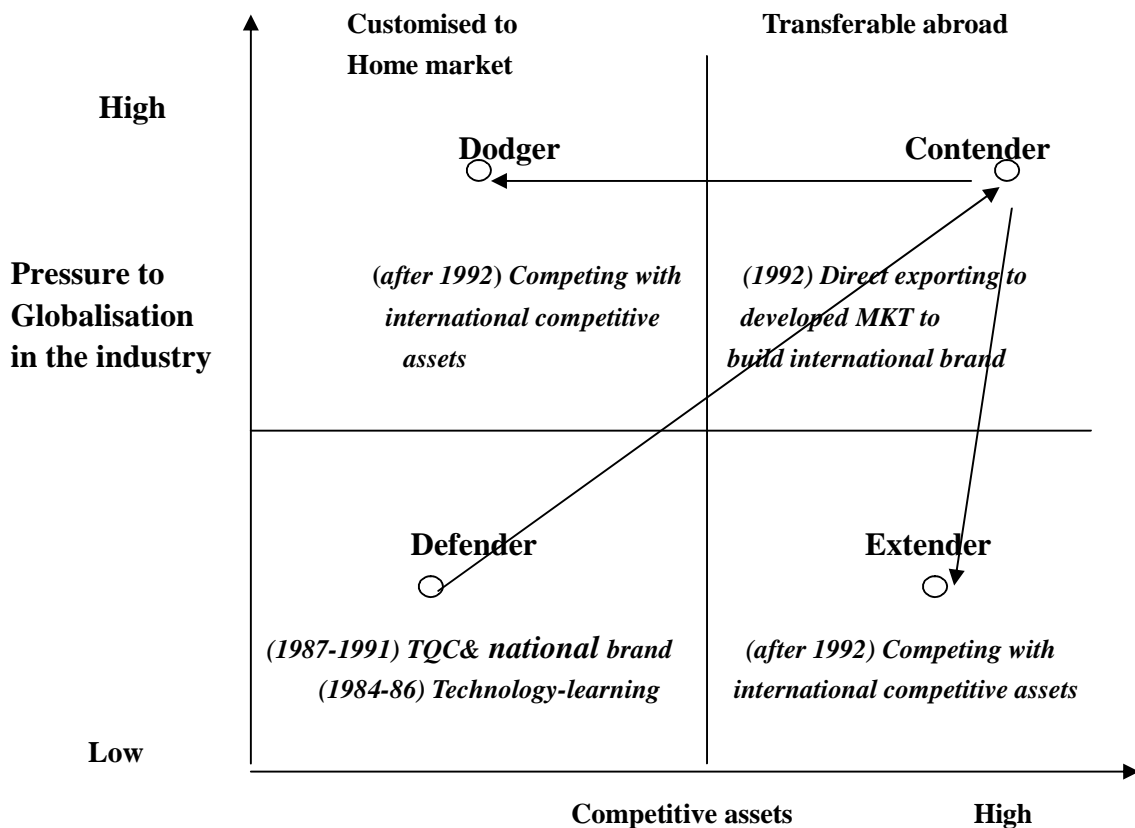 Customised to
Home market
Transferable abroad
High
Dodger
Contender
Pressure to
Globalisation
in the industry
(after 1992) Competing with
international competitive
assets
(1992) Direct exporting to
developed MKT to
build international brand
Defender
Extender
(1987-1991) TQC& national brand
(1984-86) Technology-learning
(after 1992) Competing with
international competitive assets
Low
Competitive assets
High